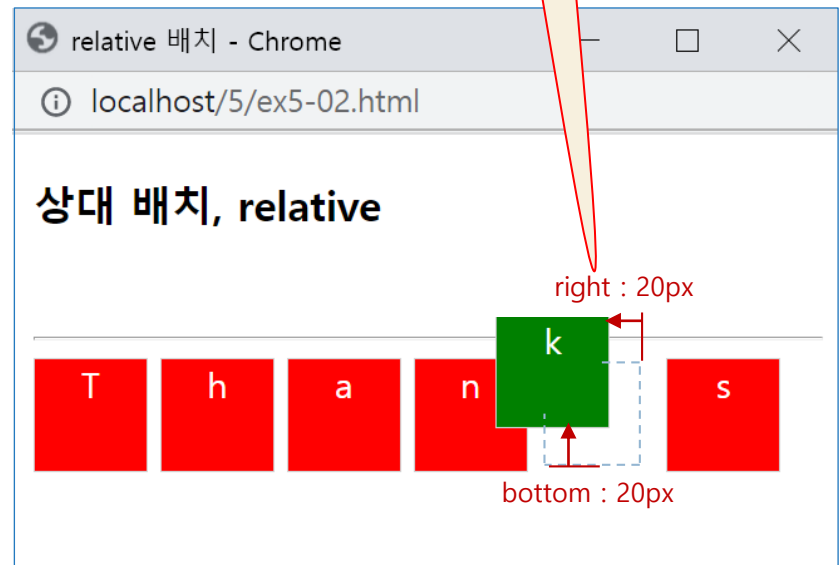 relative 배치 - Chrome
localhost/5/ex5-02.html
상대 배치, relative
right : 20px
T h a n k s
bottom : 20px